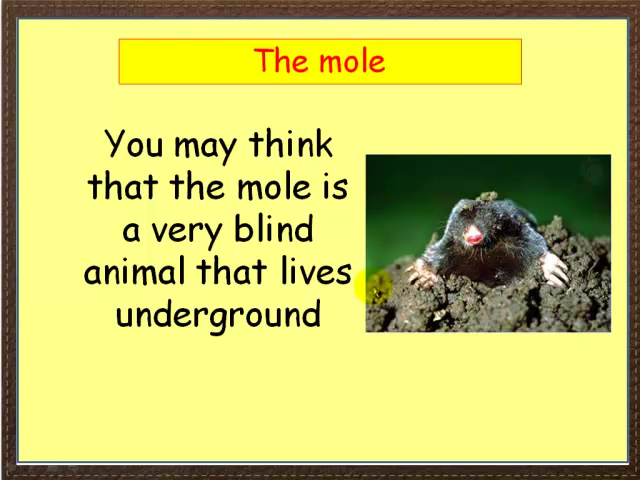 The mole
You may think
that the mole is
a very blind
animal that lives
underground